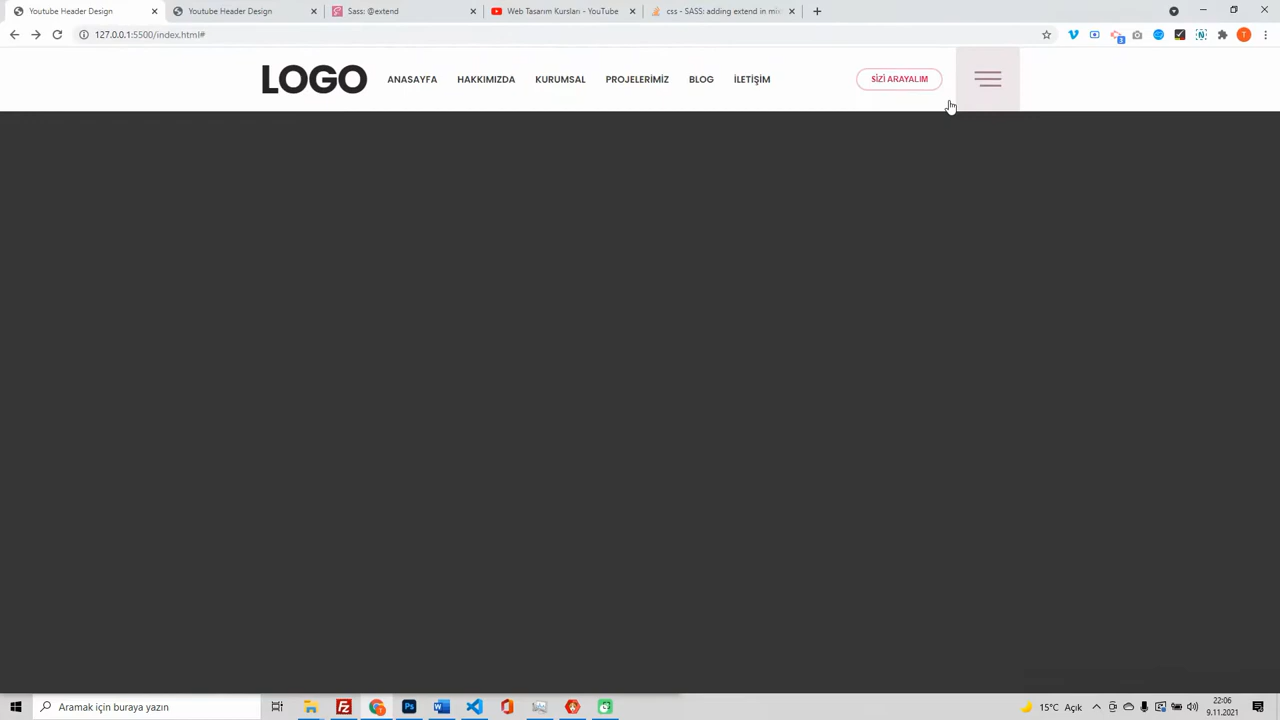 Youtube Header Design
Youtube Header Design
Sass: @extend
Web Tasarım Kursları - YouTube
css - SASS: adding extend in mi
127.0.0.1:5500/index.html#
3
T
LOGO
ANASAYFA
HAKKIMIZDA
KURUMSAL
PROJELERİMİZ
BLOG
İLETİŞİM
SİZİ ARAYALIM
Aramak için buraya yazın
15°C Açık
22:06
9.11.2021